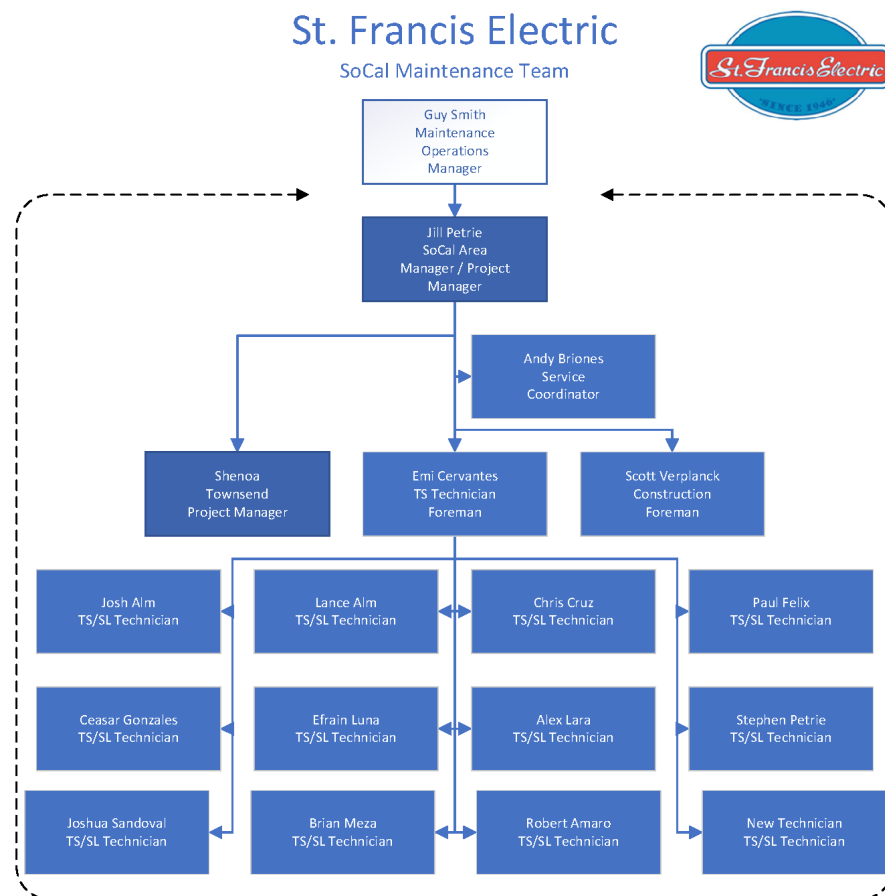 St. Francis Electric
SoCal Maintenance Team
St. Francis Electric
"SINCE 1946"
Guy Smith
Maintenance
Operations
Manager
Jill Petrie
SoCal Area
Manager / Project
Manager
Andy Briones
Service
Coordinator
Shenoa
Townsend
Project Manager
Emi Cervantes
TS Technician
Foreman
Scott Verplanck
Construction
Foreman
Josh Alm
TS/SL Technician
Lance Alm
TS/SL Technician
Chris Cruz
TS/SL Technician
Paul Felix
TS/SL Technician
Ceasar Gonzales
TS/SL Technician
Efrain Luna
TS/SL Technician
Alex Lara
TS/SL Technician
Stephen Petrie
TS/SL Technician
Joshua Sandoval
TS/SL Technician
Brian Meza
TS/SL Technician
Robert Amaro
TS/SL Technician
New Technician
TS/SL Technician